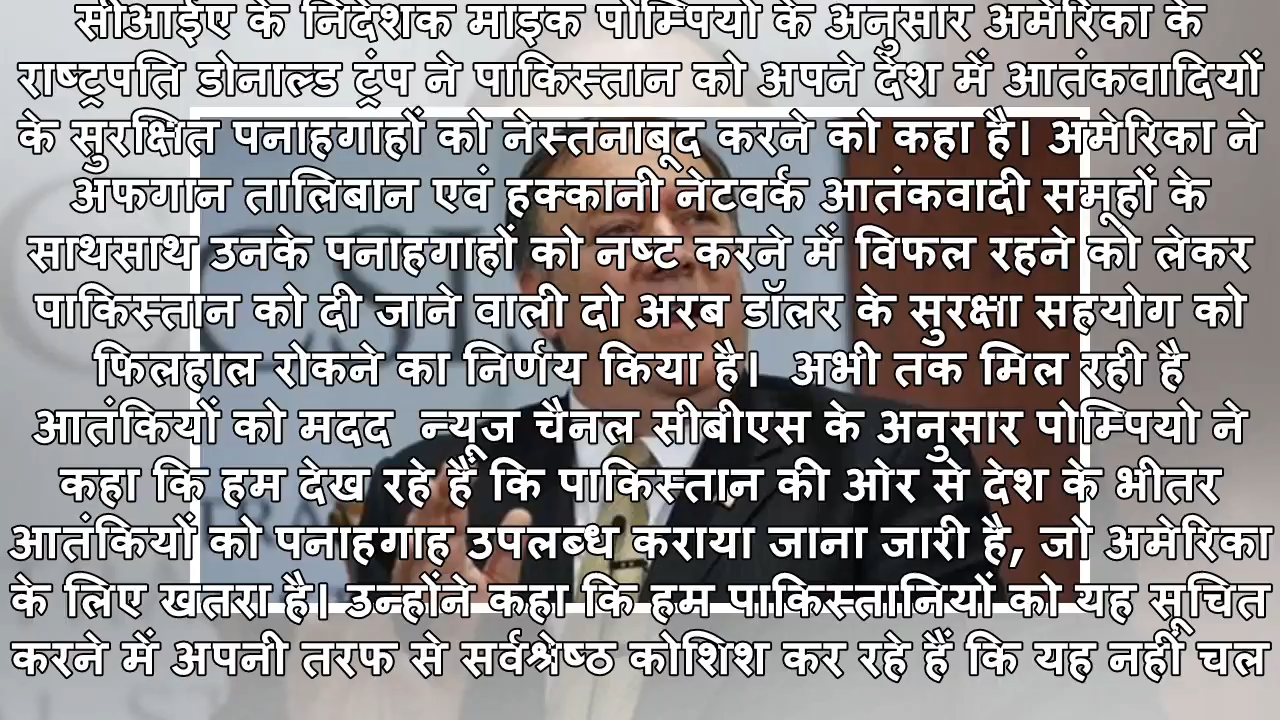 सीआईए के निदेशक माइक पोम्पियो के अनुसार अमेरिका के
राष्ट्रपति डोनाल्ड ट्रंप ने पाकिस्तान को अपने देश में आतंकवादियों
के सुरक्षित पनाहगाहों को नेस्तनाबूद करने को कहा है। अमेरिका ने
अफगान तालिबान एवं हक्कानी नेटवर्क आतंकवादी समूहों के
साथसाथ उनके पनाहगाहों को नष्ट करने में विफल रहने को लेकर
पाकिस्तान को दी जाने वाली दो अरब डॉलर के सुरक्षा सहयोग को
फिलहाल रोकने का निर्णय किया है। अभी तक मिल रही है
आतंकियों को मदद न्यूज चैनल सीबीएस के अनुसार पोम्पियो ने
कहा कि हम देख रहे हैं कि पाकिस्तान की ओर से देश के भीतर
आतंकियों को पनाहगाह उपलब्ध कराया जाना जारी है, जो अमेरिका
के लिए खतरा है। उन्होंने कहा कि हम पाकिस्तानियों को यह सूचित
करने में अपनी तरफ से सर्वश्रेष्ठ कोशिश कर रहे हैं कि यह नहीं चल